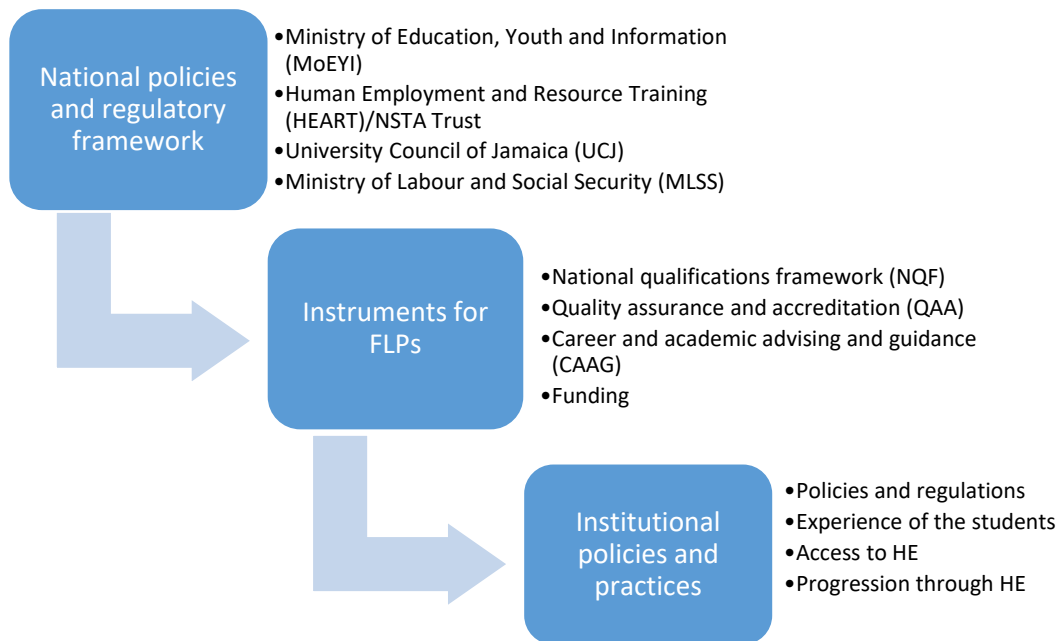 National policies
and regulatory
framework
•Ministry of Education, Youth and Information
(MoEYI)
•Human Employment and Resource Training
(HEART)/NSTA Trust
•University Council of Jamaica (UCJ)
•Ministry of Labour and Social Security (MLSS)
Instruments for
FLPs
•National qualifications framework (NQF)
•Quality assurance and accreditation (QAA)
•Career and academic advising and guidance
(CAAG)
•Funding
Institutional
policies and
practices
•Policies and regulations
•Experience of the students
•Access to HE
•Progression through HE